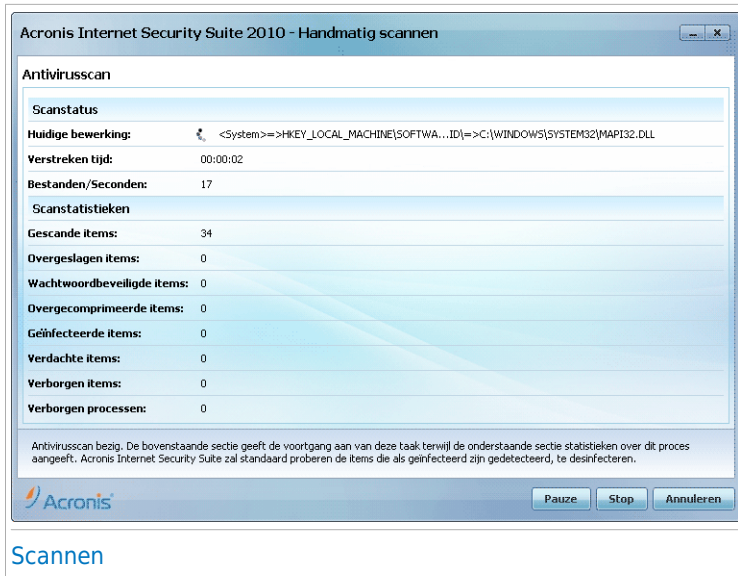 Acronis Internet Security Suite 2010 - Handmatig scannen
Antivirusscan
Scanstatus
Huidige bewerking: <System>=>HKEY_LOCAL_MACHINE\SOFTWA...ID\=>C:\WINDOWS\SYSTEM32\MAPI32.DLL
Verstreken tijd: 00:00:02
Bestanden/Seconden: 17
Scanstatistieken
Gescande items: 34
Overgeslagen items: 0
Wachtwoordbeveiligde items: 0
Overgecomprimeerde items: 0
Geïnfecteerde items: 0
Verdachte items: 0
Verborgen items: 0
Verborgen processen: 0
Antivirusscan bezig. De bovenstaande sectie geeft de voortgang aan van deze taak terwijl de onderstaande sectie statistieken over dit proces
aangeeft. Acronis Internet Security Suite zal standaard proberen de items die als geïnfecteerd zijn gedetecteerd, te desinfecteren.
Acronis Pauze Stop Annuleren
Scannen